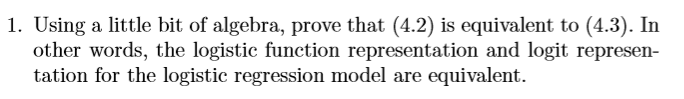 1. Using a little bit of algebra, prove that (4.2) is equivalent to (4.3). In
other words, the logistic function representation and logit represen-
tation for the logistic regression model are equivalent.